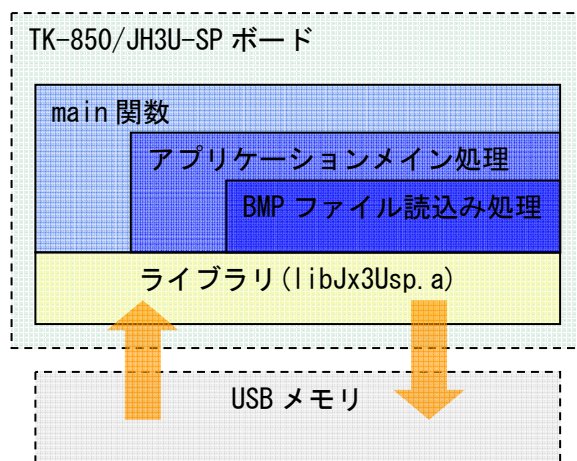 TK-850/JH3U-SP ボード
main 関数
アプリケーションメイン処理
BMP ファイル読込み処理
ライブラリ(libJx3Usp.a)
USB メモリ